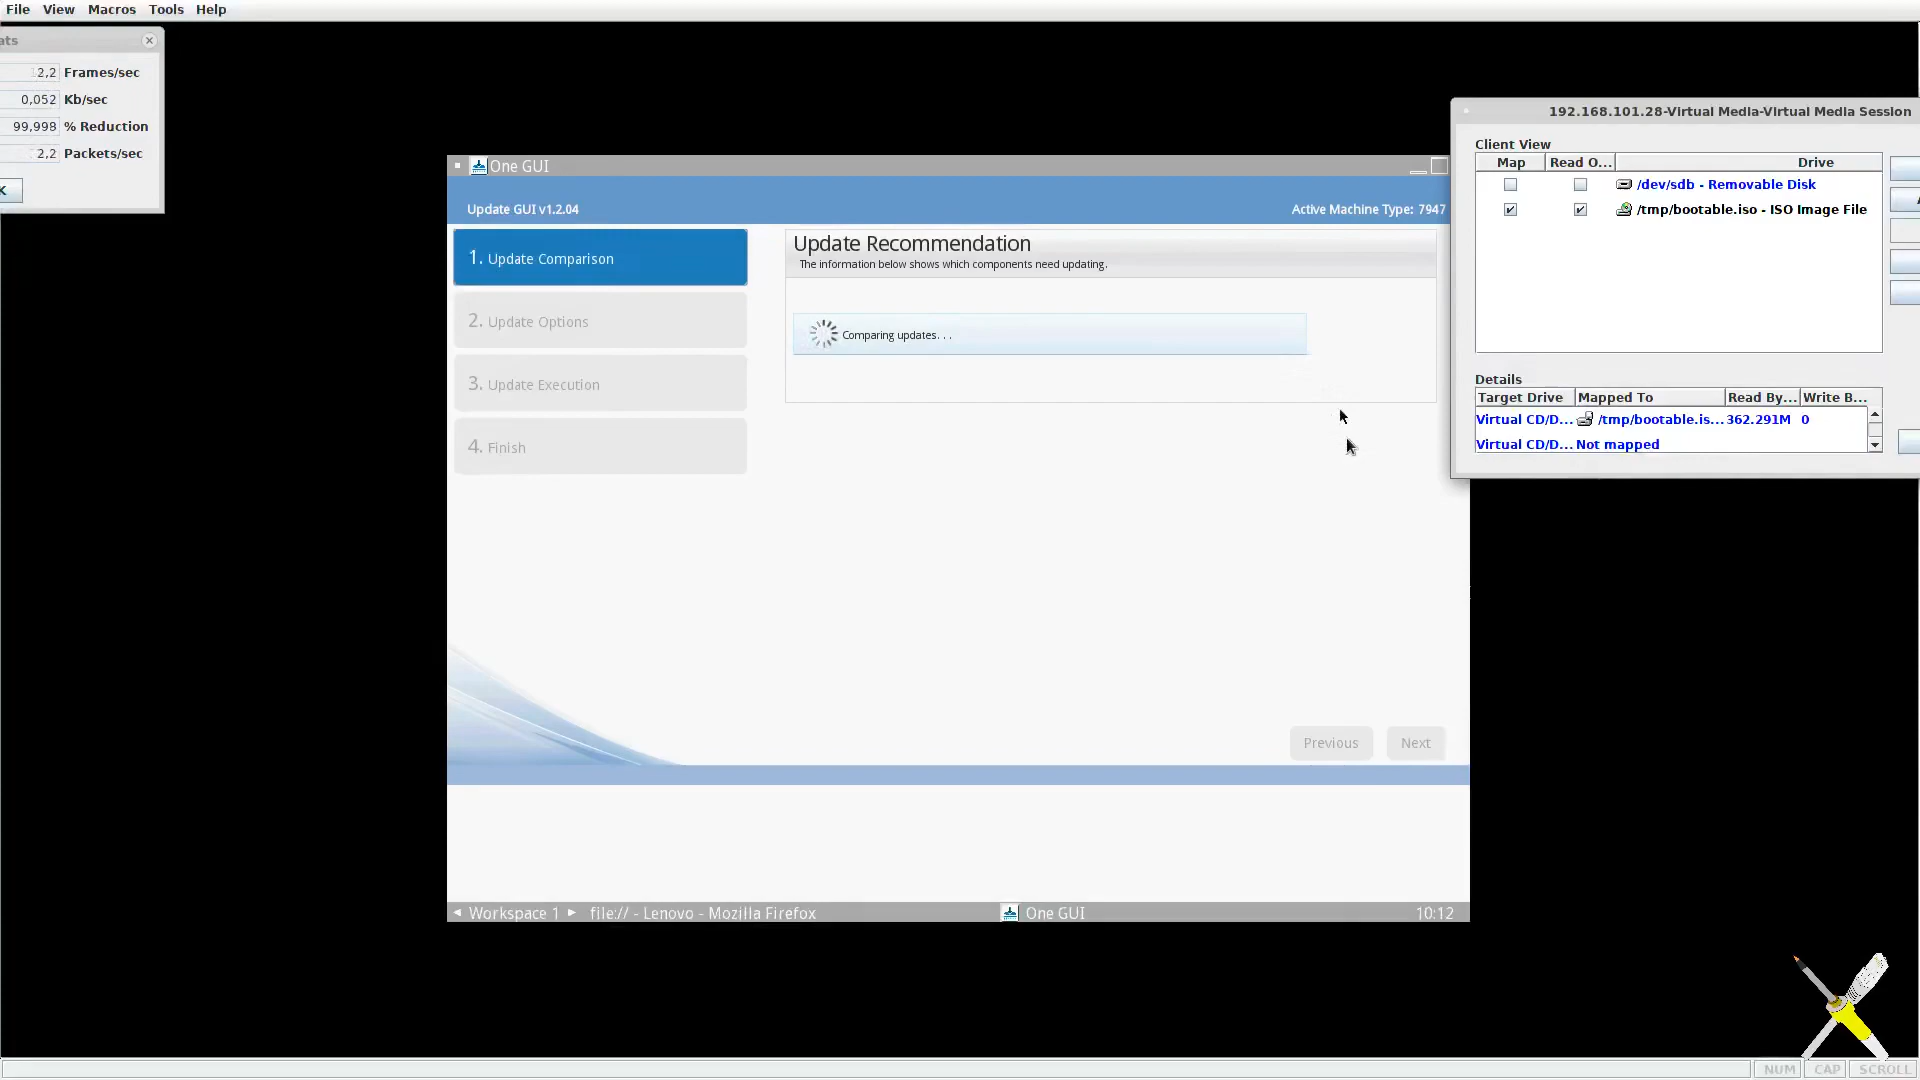 File View Macros Tools Help
ats
2,2 Frames/sec
0,052 Kb/sec
99,998 % Reduction
2,2 Packets/sec
K
One GUI
Update GUI v1.2.04
Active Machine Type: 7947
1. Update Comparison
2. Update Options
3. Update Execution
4. Finish
Update Recommendation
The information below shows which components need updating.
Comparing updates. . .
Previous
Next
Workspace 1
file:// - Lenovo - Mozilla Firefox
One GUI
10:12
192.168.101.28-Virtual Media-Virtual Media Session
Client View
Map Read O... Drive
/dev/sdb - Removable Disk
/tmp/bootable.iso - ISO Image File
Details
Target Drive Mapped To Read By... Write B...
Virtual CD/D... /tmp/bootable.is... 362.291M 0
Virtual CD/D... Not mapped
NUM CAP SCROLL